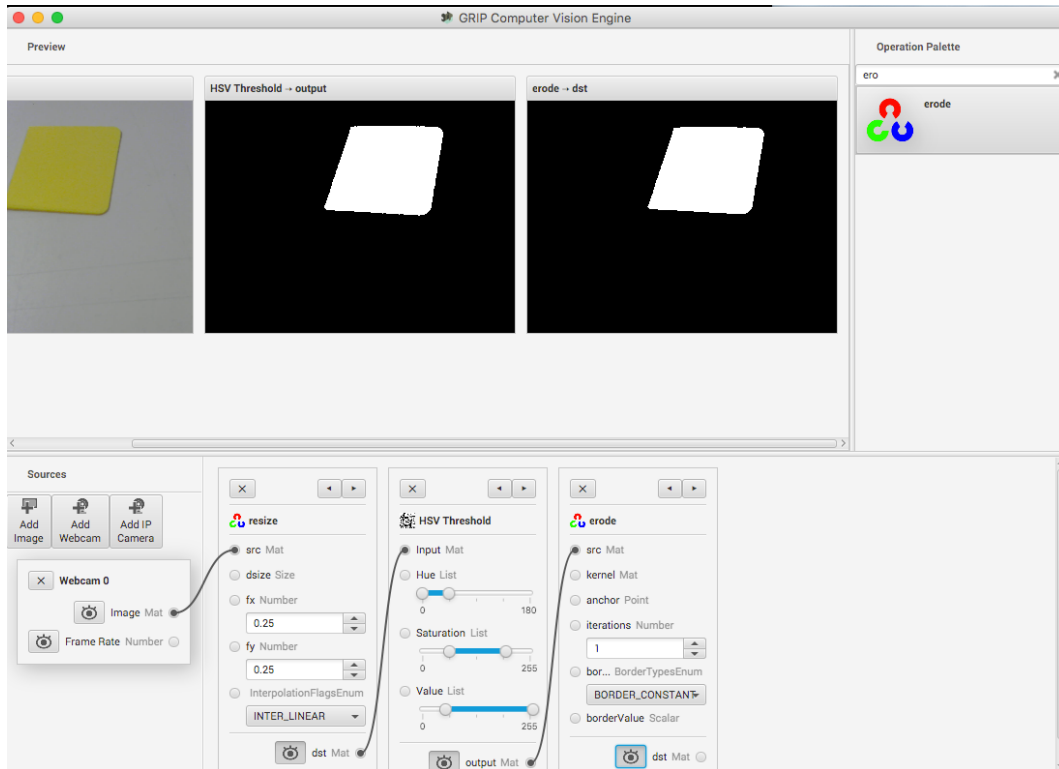 GRIP Computer Vision Engine
Preview
HSV Threshold → output
erode → dst
Operation Palette
ero
erode
Sources
Add Image
Add Webcam
Add IP Camera
Webcam 0
Image Mat
Frame Rate Number
resize
src Mat
dsize Size
fx Number
0.25
fy Number
0.25
InterpolationFlagsEnum
INTER_LINEAR
dst Mat
HSV Threshold
Input Mat
Hue List
0 180
Saturation List
0 255
Value List
0 255
output Mat
erode
src Mat
kernel Mat
anchor Point
iterations Number
1
bor... BorderTypesEnum
BORDER_CONSTANT
borderValue Scalar
dst Mat